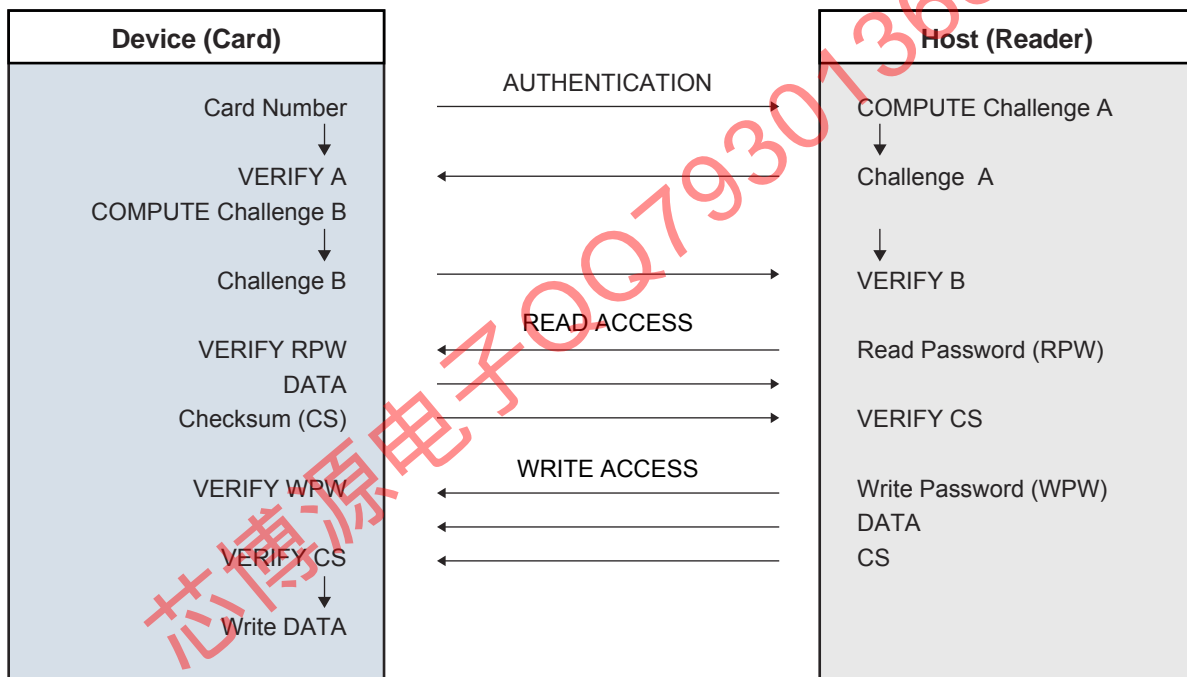 Device (Card)
Host (Reader)
AUTHENTICATION
Card Number
COMPUTE Challenge A
VERIFY A
Challenge A
COMPUTE Challenge B
Challenge B
VERIFY B
READ ACCESS
VERIFY RPW
Read Password (RPW)
DATA
Checksum (CS)
VERIFY CS
WRITE ACCESS
VERIFY WPW
Write Password (WPW)
DATA
VERIFY CS
CS
Write DATA
芯博源电子QQ7930136